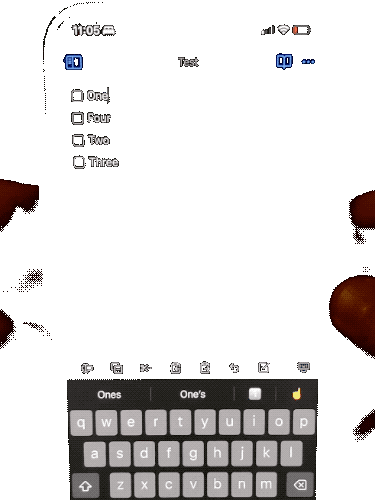 11:05
Test
One
Four
Two
Three
Ones One's
q w e r t y u i o p
a s d f g h j k l
z x c v b n m